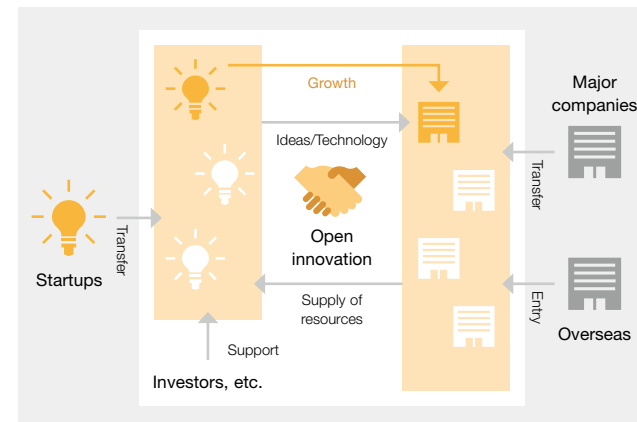 Growth
Major
companies
Ideas/Technology
Transfer
Open
innovation
Transfer
Startups
Supply of
resources
Entry
Overseas
Support
Investors, etc.